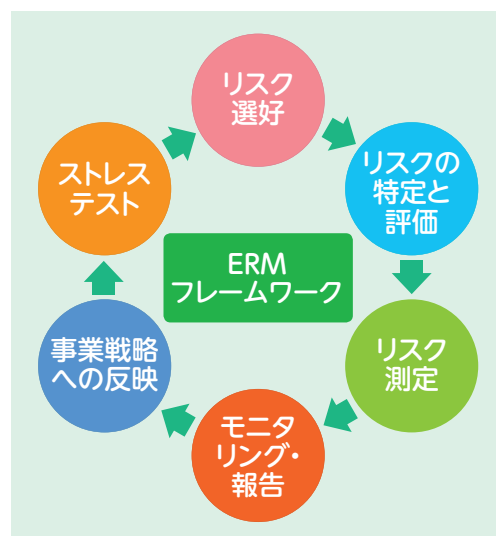 リスク
選好
リスクの
特定と
評価
リスク
測定
モニタ
リング・
報告
事業戦略
への反映
ストレス
テスト
ERM
フレームワーク